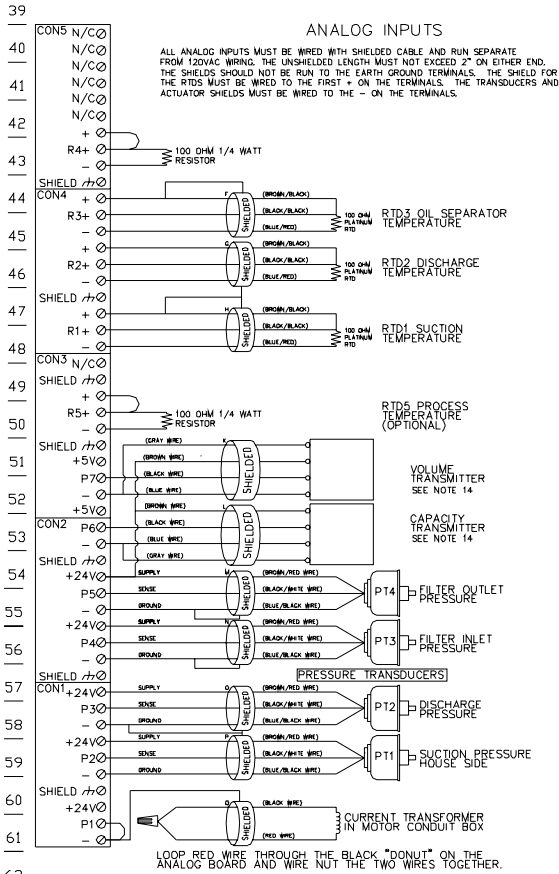 39
ANALOG INPUTS
CON5 N/C
40
ALL ANALOG INPUTS MUST BE WIRED WITH SHIELDED CABLE AND RUN SEPARATE
N/C
FROM 120VAC WIRING. THE UNSHIELDED LENGTH MUST NOT EXCEED 2" ON EITHER END.
N/C
THE SHIELDS SHOULD NOT BE RUN TO THE EARTH GROUND TERMINALS. THE SHIELD FOR
41
N/C
THE RTDS MUST BE WIRED TO THE FIRST + ON THE TERMINALS. THE TRANSDUCERS AND
N/C
ACTUATOR SHIELDS MUST BE WIRED TO THE - ON THE TERMINALS.
N/C
42
+
R4+
100 OHM 1/4 WATT
RESISTOR
43
-
SHIELD
44
CON4
+
F
(BROWN/BLACK)
R3+
SHIELDED
(BLACK/BLACK)
100 OHM
PLATINUM
RTD
RTD3 OIL SEPARATOR
TEMPERATURE
45
-
(BLUE/RED)
+
G
(BROWN/BLACK)
R2+
SHIELDED
(BLACK/BLACK)
100 OHM
PLATINUM
RTD
RTD2 DISCHARGE
TEMPERATURE
46
-
(BLUE/RED)
SHIELD
47
+
H
(BROWN/BLACK)
R1+
SHIELDED
(BLACK/BLACK)
100 OHM
PLATINUM
RTD
RTD1 SUCTION
TEMPERATURE
48
-
(BLUE/RED)
CON3 N/C
49
SHIELD
+
R5+
100 OHM 1/4 WATT
RESISTOR
RTD5 PROCESS
TEMPERATURE
(OPTIONAL)
50
-
SHIELD
(GRAY WIRE)
K
51
+5V
(BROWN WIRE)
SHIELDED
P7
(BLACK WIRE)
VOLUME
TRANSMITTER
SEE NOTE 14
52
-
(BLUE WIRE)
+5V
(BROWN WIRE)
L
CON2 P6
(BLACK WIRE)
SHIELDED
CAPACITY
TRANSMITTER
SEE NOTE 14
53
-
(BLUE WIRE)
SHIELD
(GRAY WIRE)
54
+24V
SUPPLY
M
(BROWN/RED WIRE)
P5
SENSE
SHIELDED
(BLACK/WHITE WIRE)
PT4
FILTER OUTLET
PRESSURE
55
-
GROUND
(BLUE/BLACK WIRE)
+24V
SUPPLY
N
(BROWN/RED WIRE)
P4
SENSE
SHIELDED
(BLACK/WHITE WIRE)
PT3
FILTER INLET
PRESSURE
56
-
GROUND
(BLUE/BLACK WIRE)
SHIELD
PRESSURE TRANSDUCERS
57
CON1 +24V
SUPPLY
O
(BROWN/RED WIRE)
P3
SENSE
SHIELDED
(BLACK/WHITE WIRE)
PT2
DISCHARGE
PRESSURE
58
-
GROUND
(BLUE/BLACK WIRE)
+24V
SUPPLY
P
(BROWN/RED WIRE)
P2
SENSE
SHIELDED
(BLACK/WHITE WIRE)
PT1
SUCTION PRESSURE
HOUSE SIDE
59
-
GROUND
(BLUE/BLACK WIRE)
SHIELD
60
+24V
(BLACK WIRE)
P1
SHIELDED
CURRENT TRANSFORMER
IN MOTOR CONDUIT BOX
61
-
(RED WIRE)
LOOP RED WIRE THROUGH THE BLACK "DONUT" ON THE
ANALOG BOARD AND WIRE NUT THE TWO WIRES TOGETHER.